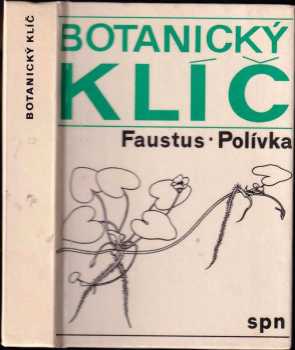 BOTANICKÝ KLÍČ
BOTANICKÝ
KLÍČ
Faustus · Polívka
spn